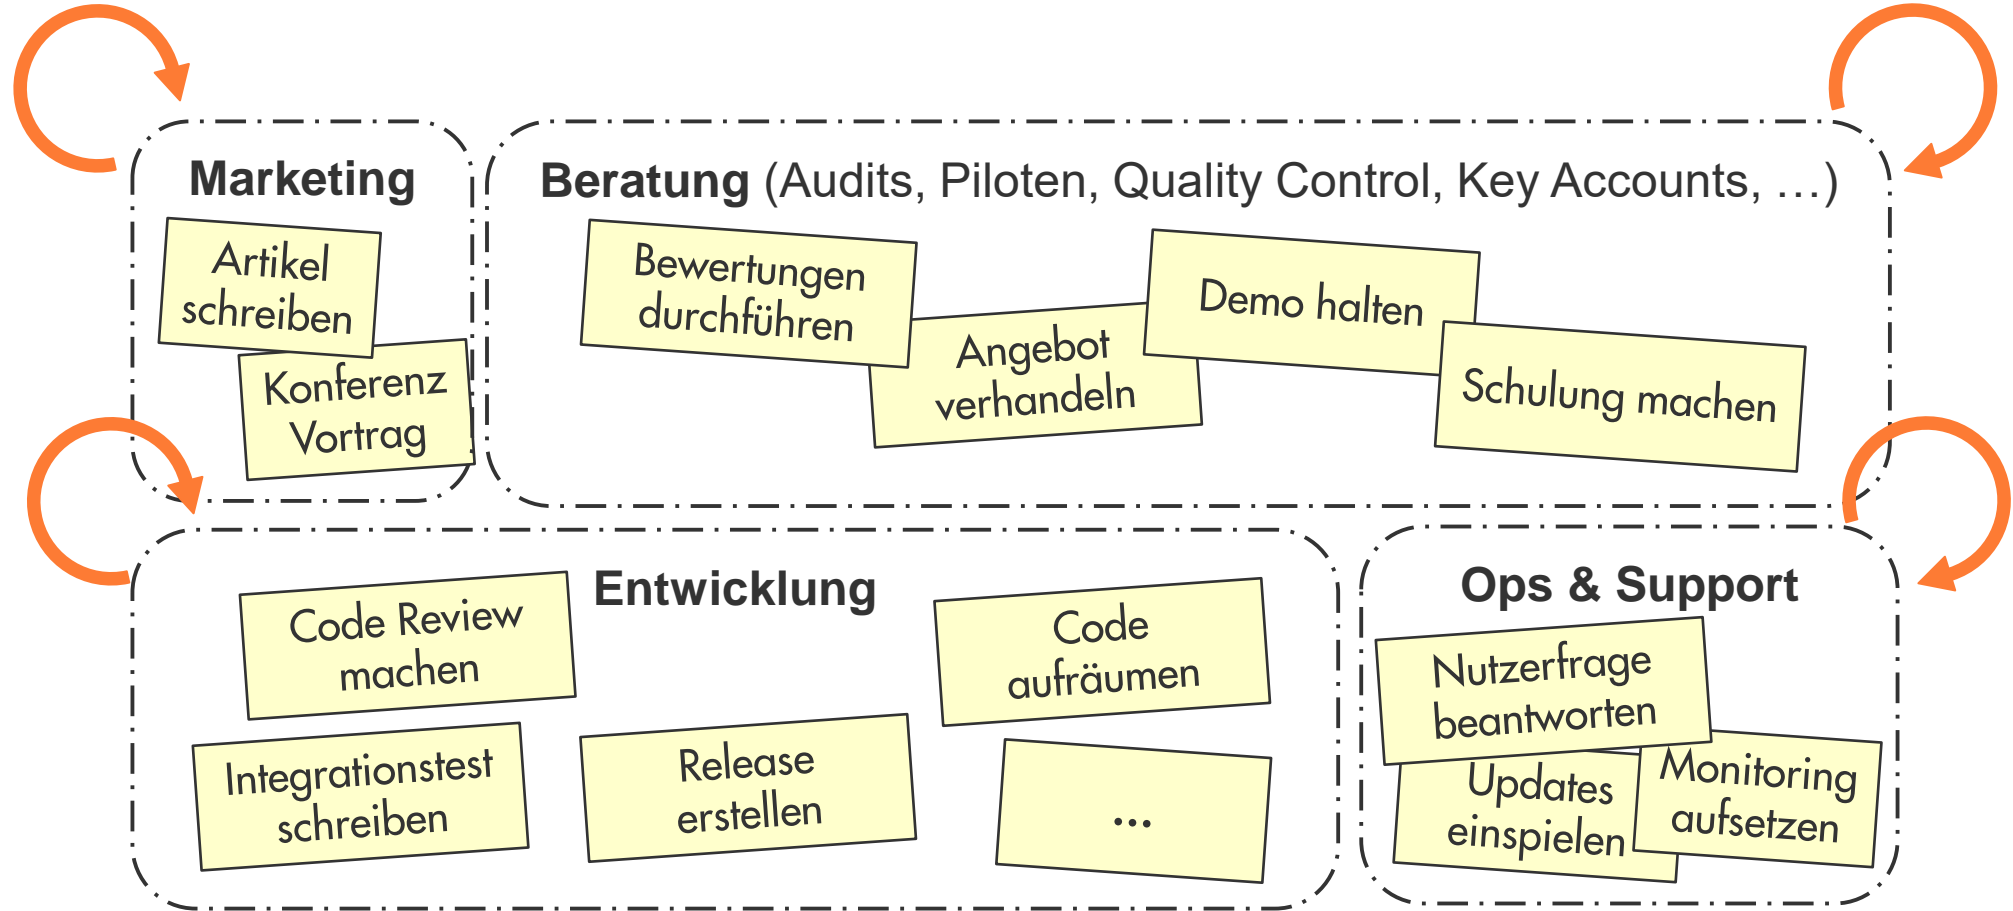 Marketing
Artikel
schreiben
Konferenz
Vortrag
Beratung (Audits, Piloten, Quality Control, Key Accounts, …)
Bewertungen
durchführen
Angebot
verhandeln
Demo halten
Schulung machen
Entwicklung
Code Review
machen
Code
aufräumen
Integrationstest
schreiben
Release
erstellen
...
Ops & Support
Nutzerfrage
beantworten
Updates
einspielen
Monitoring
aufsetzen